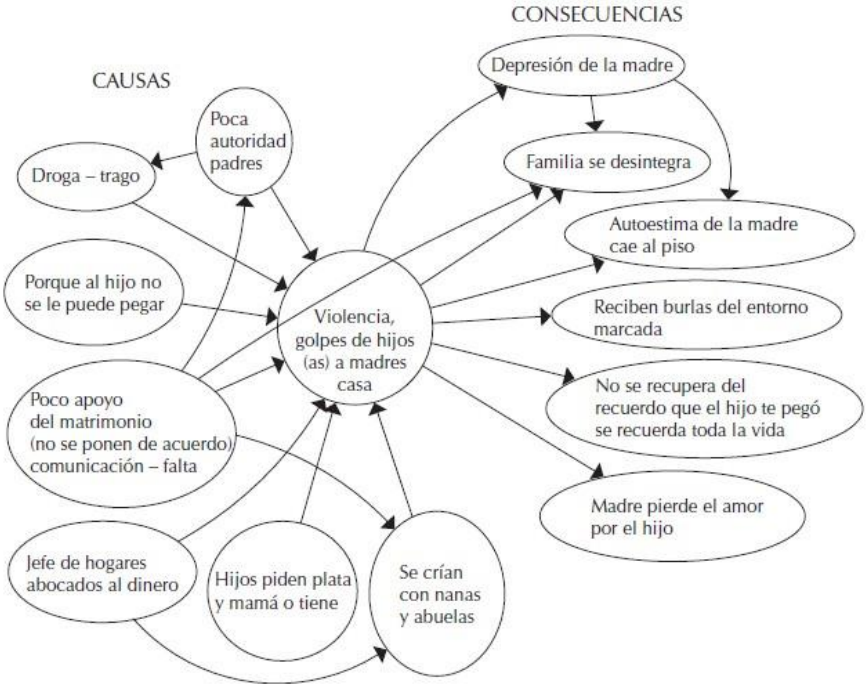 CONSECUENCIAS
Depresión de la madre
CAUSAS
Poca
autoridad
padres
Familia se desintegra
Droga – trago
Autoestima de la madre
cae al piso
Porque al hijo no
se le puede pegar
Reciben burlas del entorno
marcada
Violencia,
golpes de hijos
(as) a madres
casa
No se recupera del
recuerdo que el hijo te pegó
se recuerda toda la vida
Poco apoyo
del matrimonio
(no se ponen de acuerdo)
comunicación – falta
Madre pierde el amor
por el hijo
Jefe de hogares
abocados al dinero
Hijos piden plata
y mamá o tiene
Se crían
con nanas
y abuelas